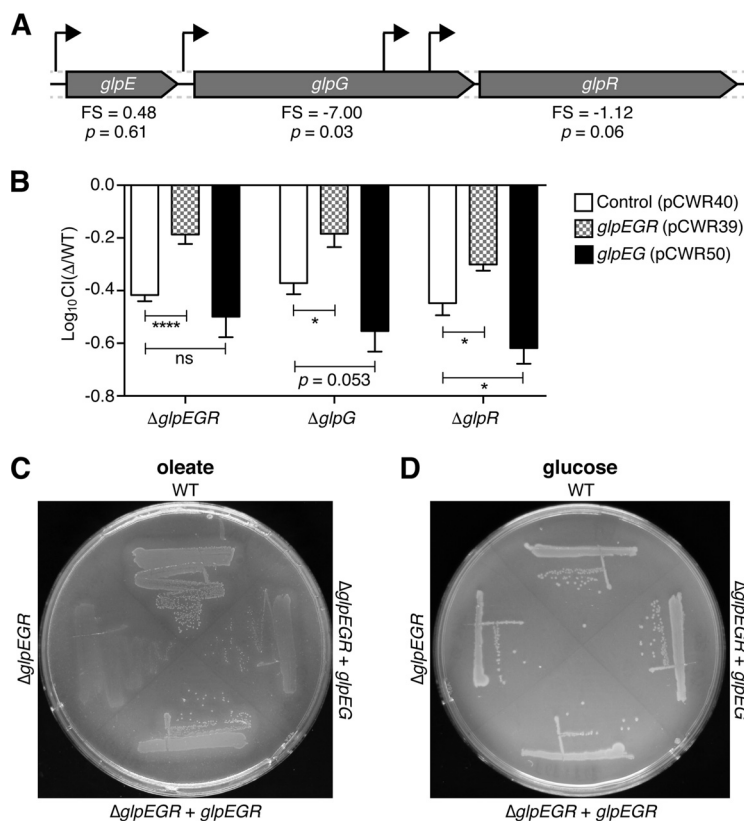 A
glpE
glpG
glpR
FS = 0.48
p = 0.61
FS = -7.00
p = 0.03
FS = -1.12
p = 0.06
B
Log10CI(Δ/WT)
0.0
-0.2
-0.4
-0.6
-0.8
****
ns
*
p = 0.053
*
*
ΔglpEGR
ΔglpG
ΔglpR
Control (pCWR40)
glpEGR (pCWR39)
glpEG (pCWR50)
C
oleate
WT
ΔglpEGR
ΔglpEGR + glpEG
ΔglpEGR + glpEGR
D
glucose
WT
ΔglpEGR
ΔglpEGR + glpEG
ΔglpEGR + glpEGR